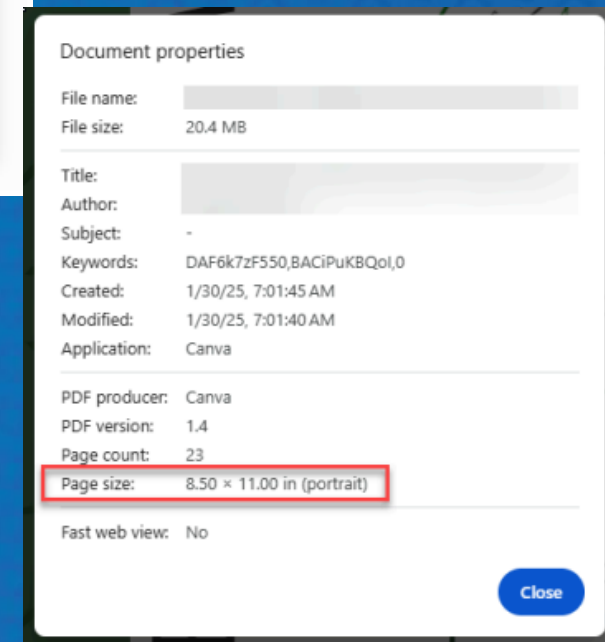 Document properties
File name:
File size: 20.4 MB
Title:
Author:
Subject: -
Keywords: DAF6k7zF550,BACiPuKBQoI,0
Created: 1/30/25, 7:01:45 AM
Modified: 1/30/25, 7:01:40 AM
Application: Canva
PDF producer: Canva
PDF version: 1.4
Page count: 23
Page size: 8.50 × 11.00 in (portrait)
Fast web view: No
Close